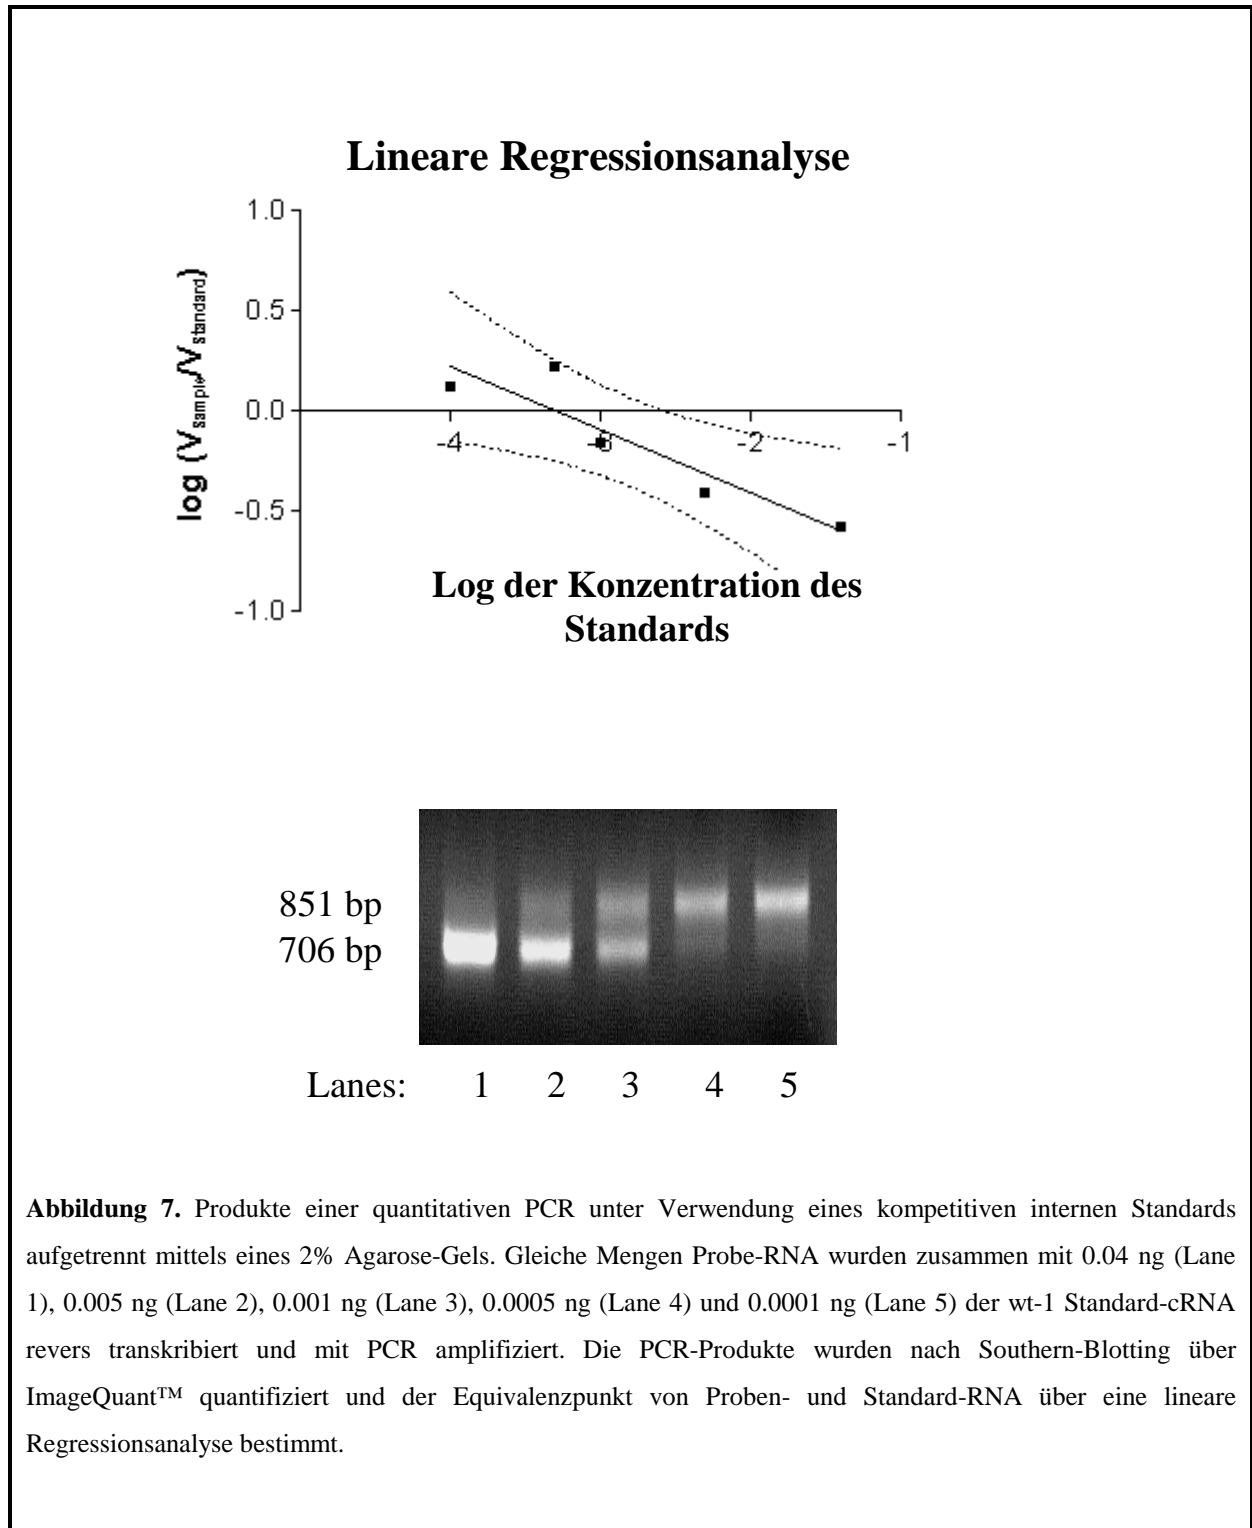 Lineare Regressionsanalyse
1.0
0.5
0.0
-0.5
-1.0
log (Vsample/Vstandard)
-4
-3
-2
-1
Log der Konzentration des
Standards
851 bp
706 bp
Lanes: 1 2 3 4 5
Abbildung 7. Produkte einer quantitativen PCR unter Verwendung eines kompetitiven internen Standards
aufgetrennt mittels eines 2% Agarose-Gels. Gleiche Mengen Probe-RNA wurden zusammen mit 0.04 ng (Lane
1), 0.005 ng (Lane 2), 0.001 ng (Lane 3), 0.0005 ng (Lane 4) und 0.0001 ng (Lane 5) der wt-1 Standard-cRNA
revers transkribiert und mit PCR amplifiziert. Die PCR-Produkte wurden nach Southern-Blotting über
ImageQuant™ quantifiziert und der Equivalenzpunkt von Proben- und Standard-RNA über eine lineare
Regressionsanalyse bestimmt.